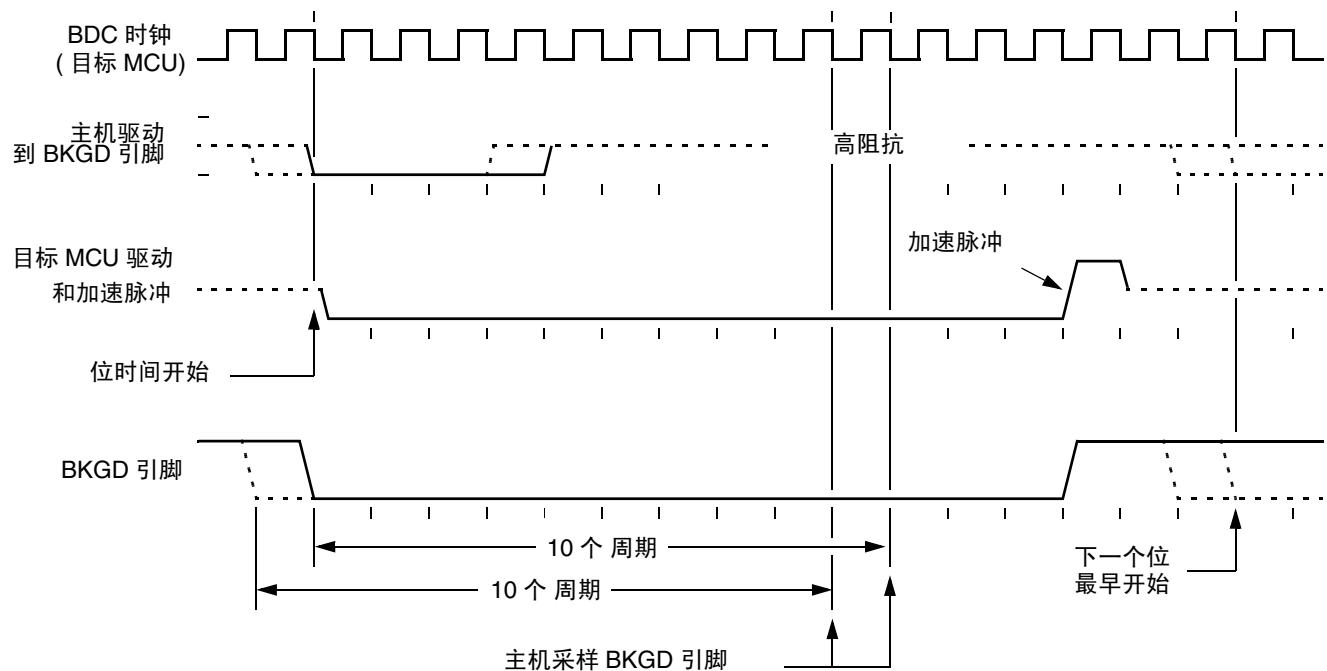 BDC 时钟
( 目标 MCU)
主机驱动
到 BKGD 引脚
高阻抗
加速脉冲
目标 MCU 驱动
和加速脉冲
位时间开始
BKGD 引脚
10 个 周期
10 个 周期
下一个位
最早开始
主机采样 BKGD 引脚